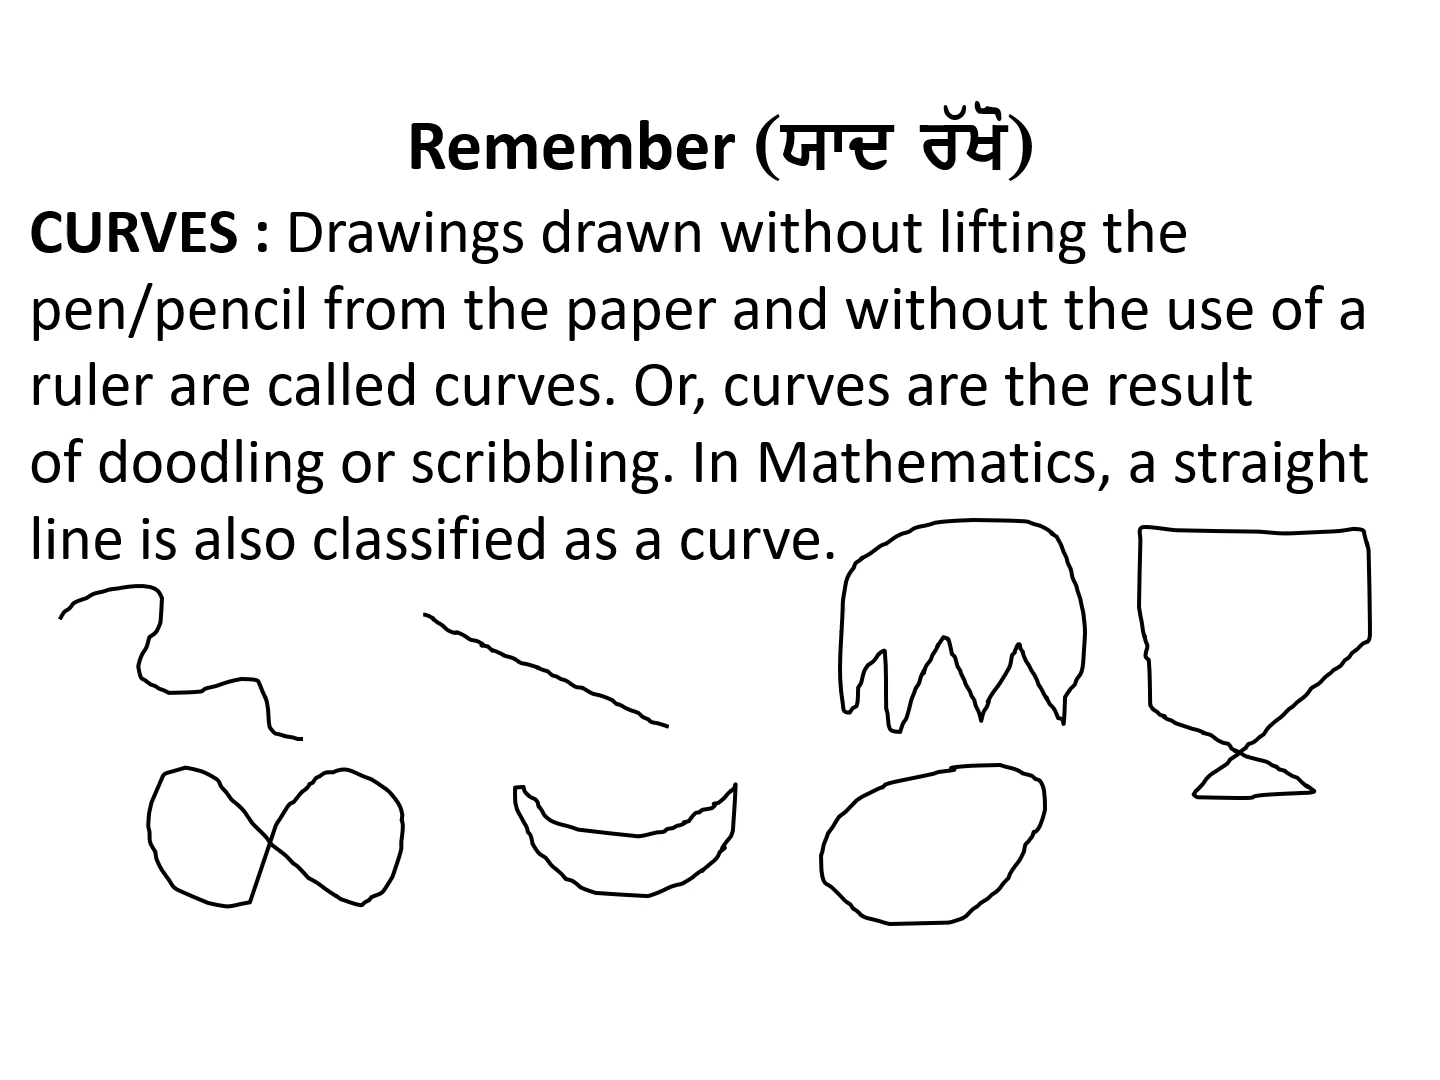 Remember (ਯਾਦ ਰੱਖੋ)
CURVES : Drawings drawn without lifting the
pen/pencil from the paper and without the use of a
ruler are called curves. Or, curves are the result
of doodling or scribbling. In Mathematics, a straight
line is also classified as a curve.